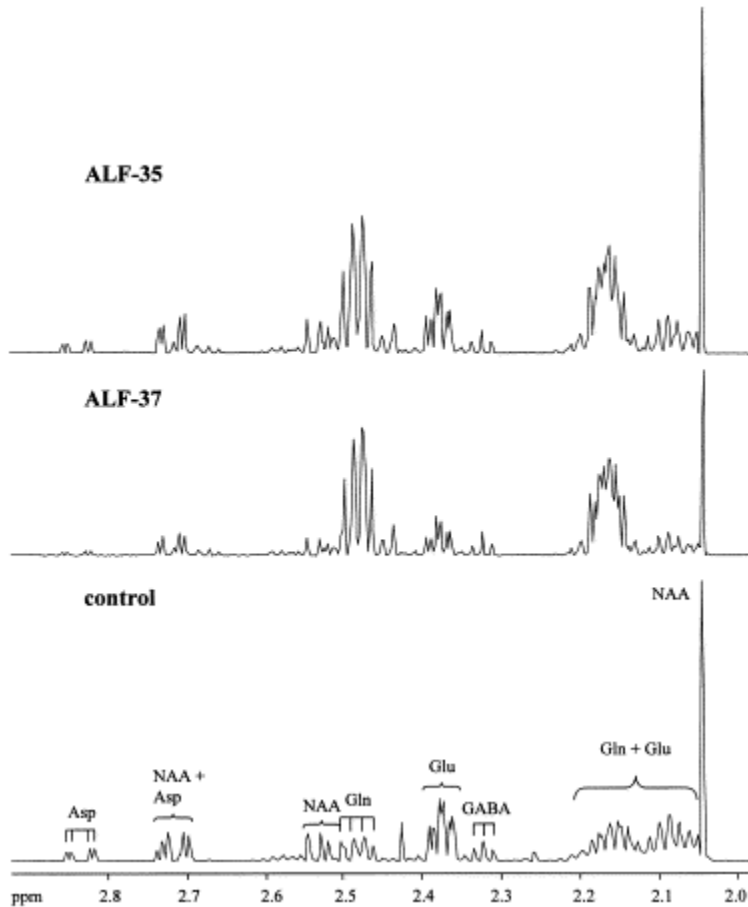 ALF-35
ALF-37
control
NAA
Gln + Glu
Glu
NAA +
Asp
Asp
NAA
Gln
GABA
ppm 2.8 2.7 2.6 2.5 2.4 2.3 2.2 2.1 2.0